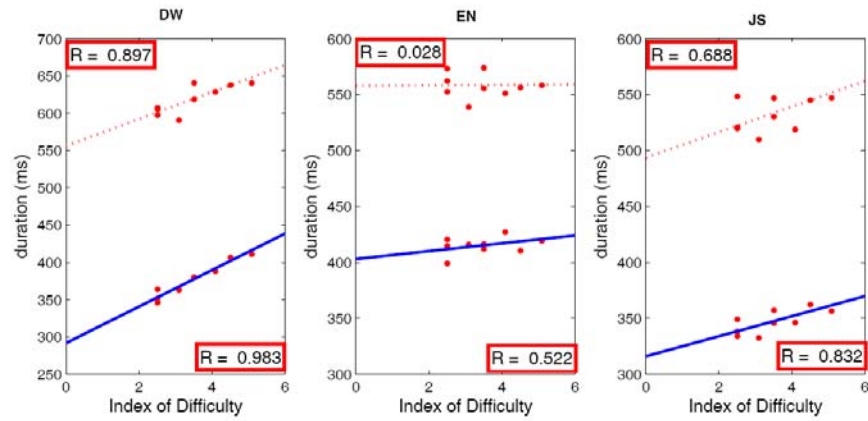 DW
EN
JS
700
650
600
550
500
450
400
350
300
250
R = 0.897
R = 0.983
duration (ms)
0
2
4
6
Index of Difficulty
600
550
500
450
400
350
300
R = 0.028
R = 0.522
duration (ms)
0
2
4
6
Index of Difficulty
600
550
500
450
400
350
300
R = 0.688
R = 0.832
duration (ms)
0
2
4
6
Index of Difficulty